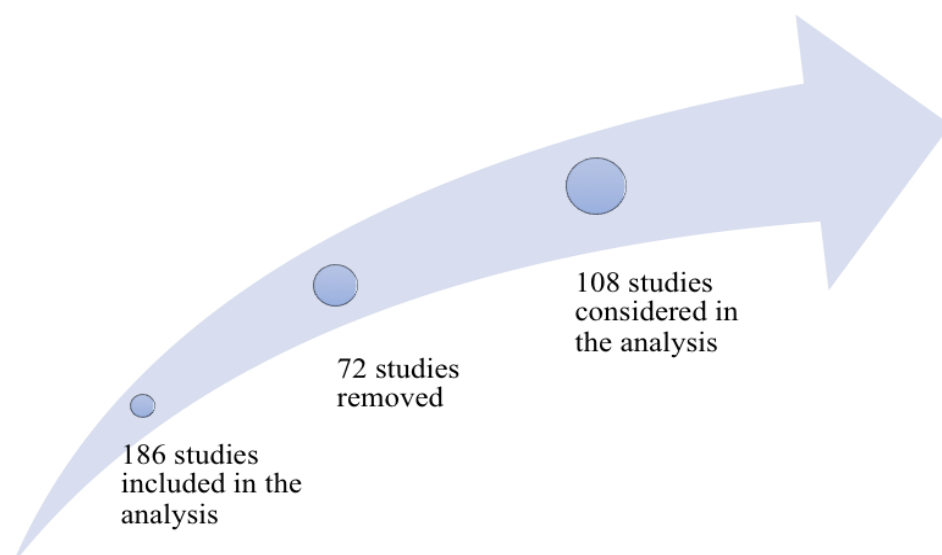 186 studies
included in the
analysis
72 studies
removed
108 studies
considered in
the analysis